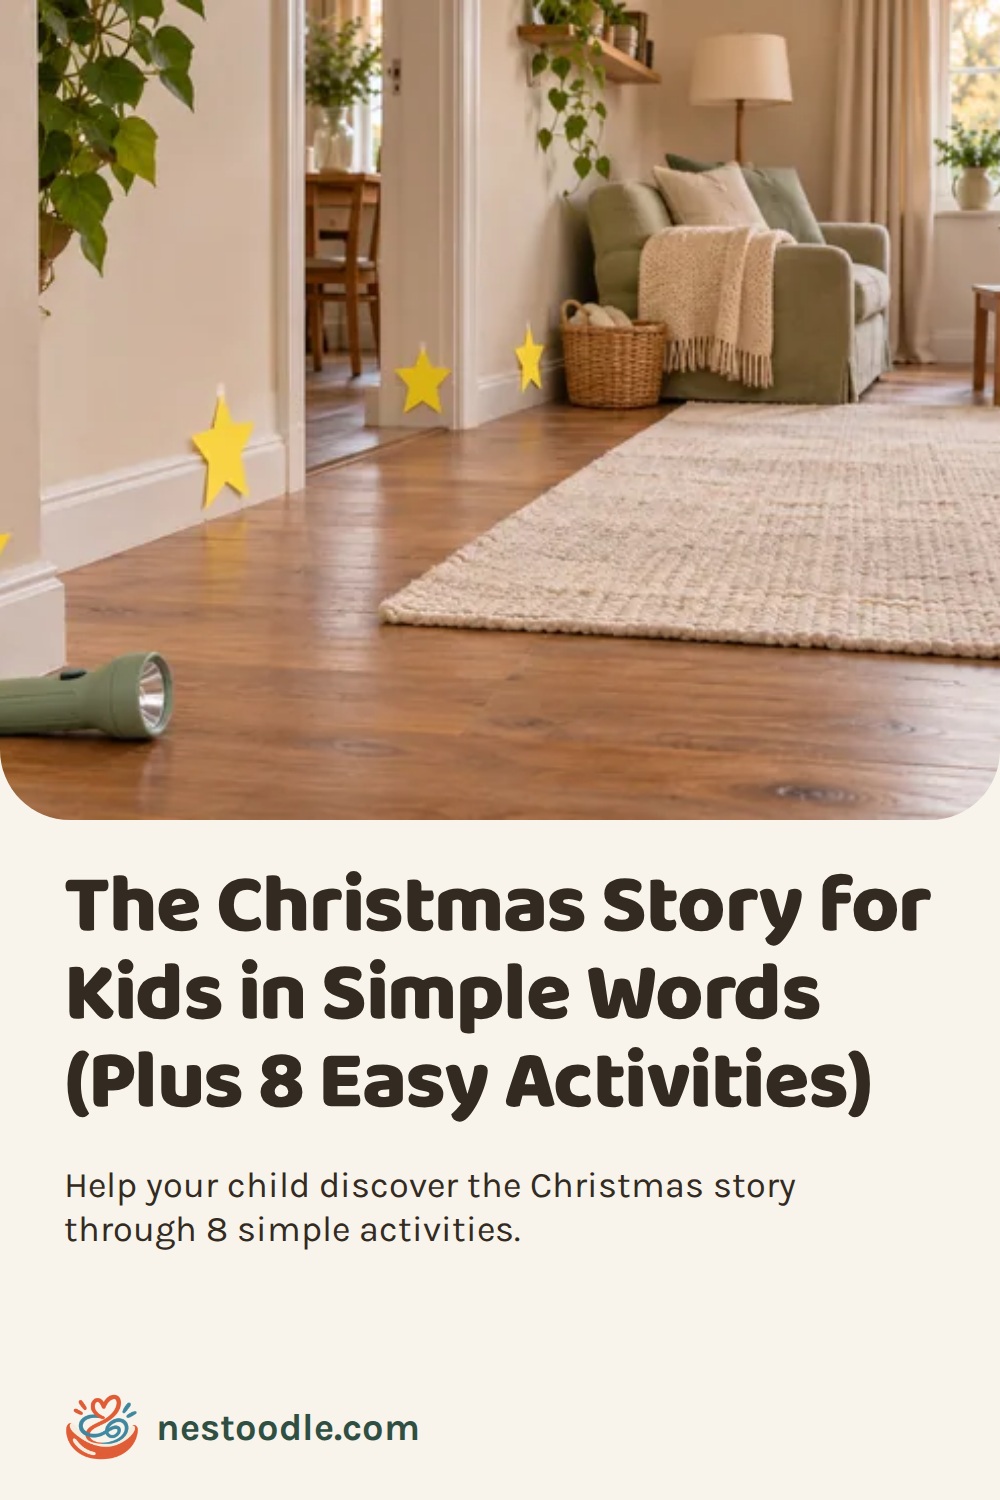 The Christmas Story for
Kids in Simple Words
(Plus 8 Easy Activities)
Help your child discover the Christmas story
through 8 simple activities.
nestoodle.com